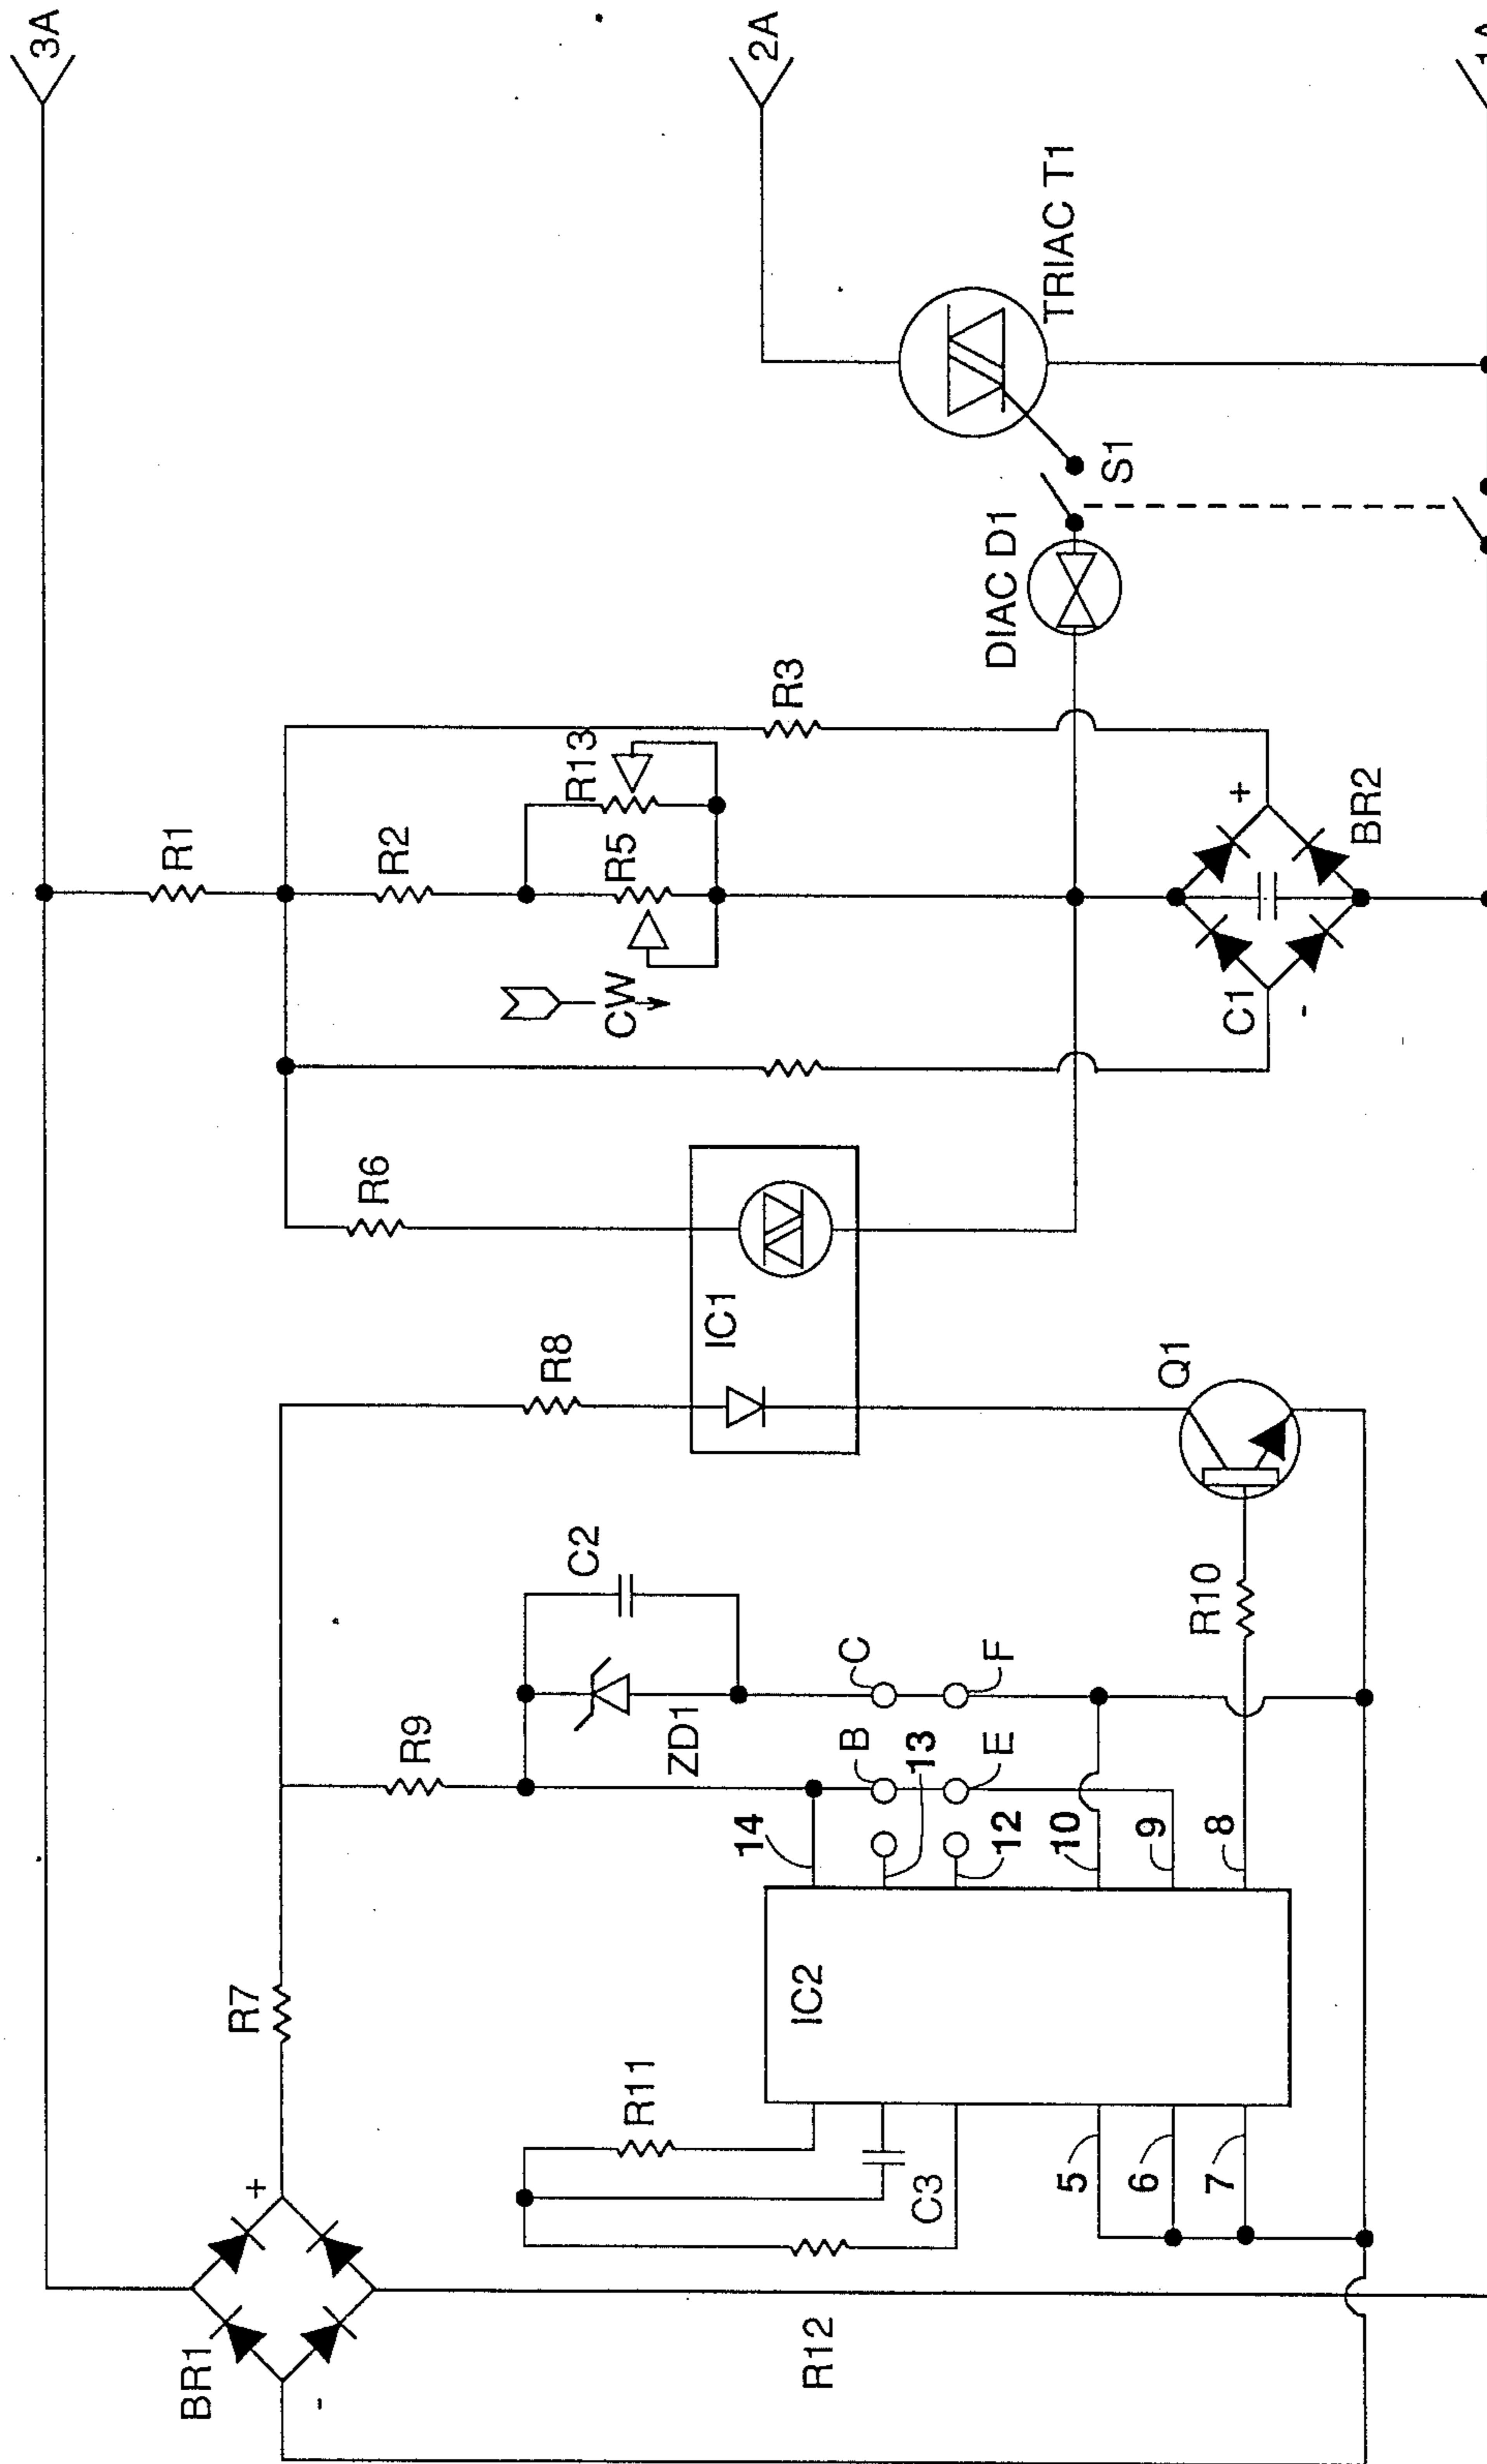 3A
BR1
R1
+
R7
-
R9
R6
R2
R8
C2
R13
R11
CW
R5
ZD1
IC1
14
2A
R3
R12
IC2
B
C
C3
13
12
E
F
DIAC D1
5
10
TRIAC T1
S1
6
9
Q1
7
8
R10
C1
+
-
BR2